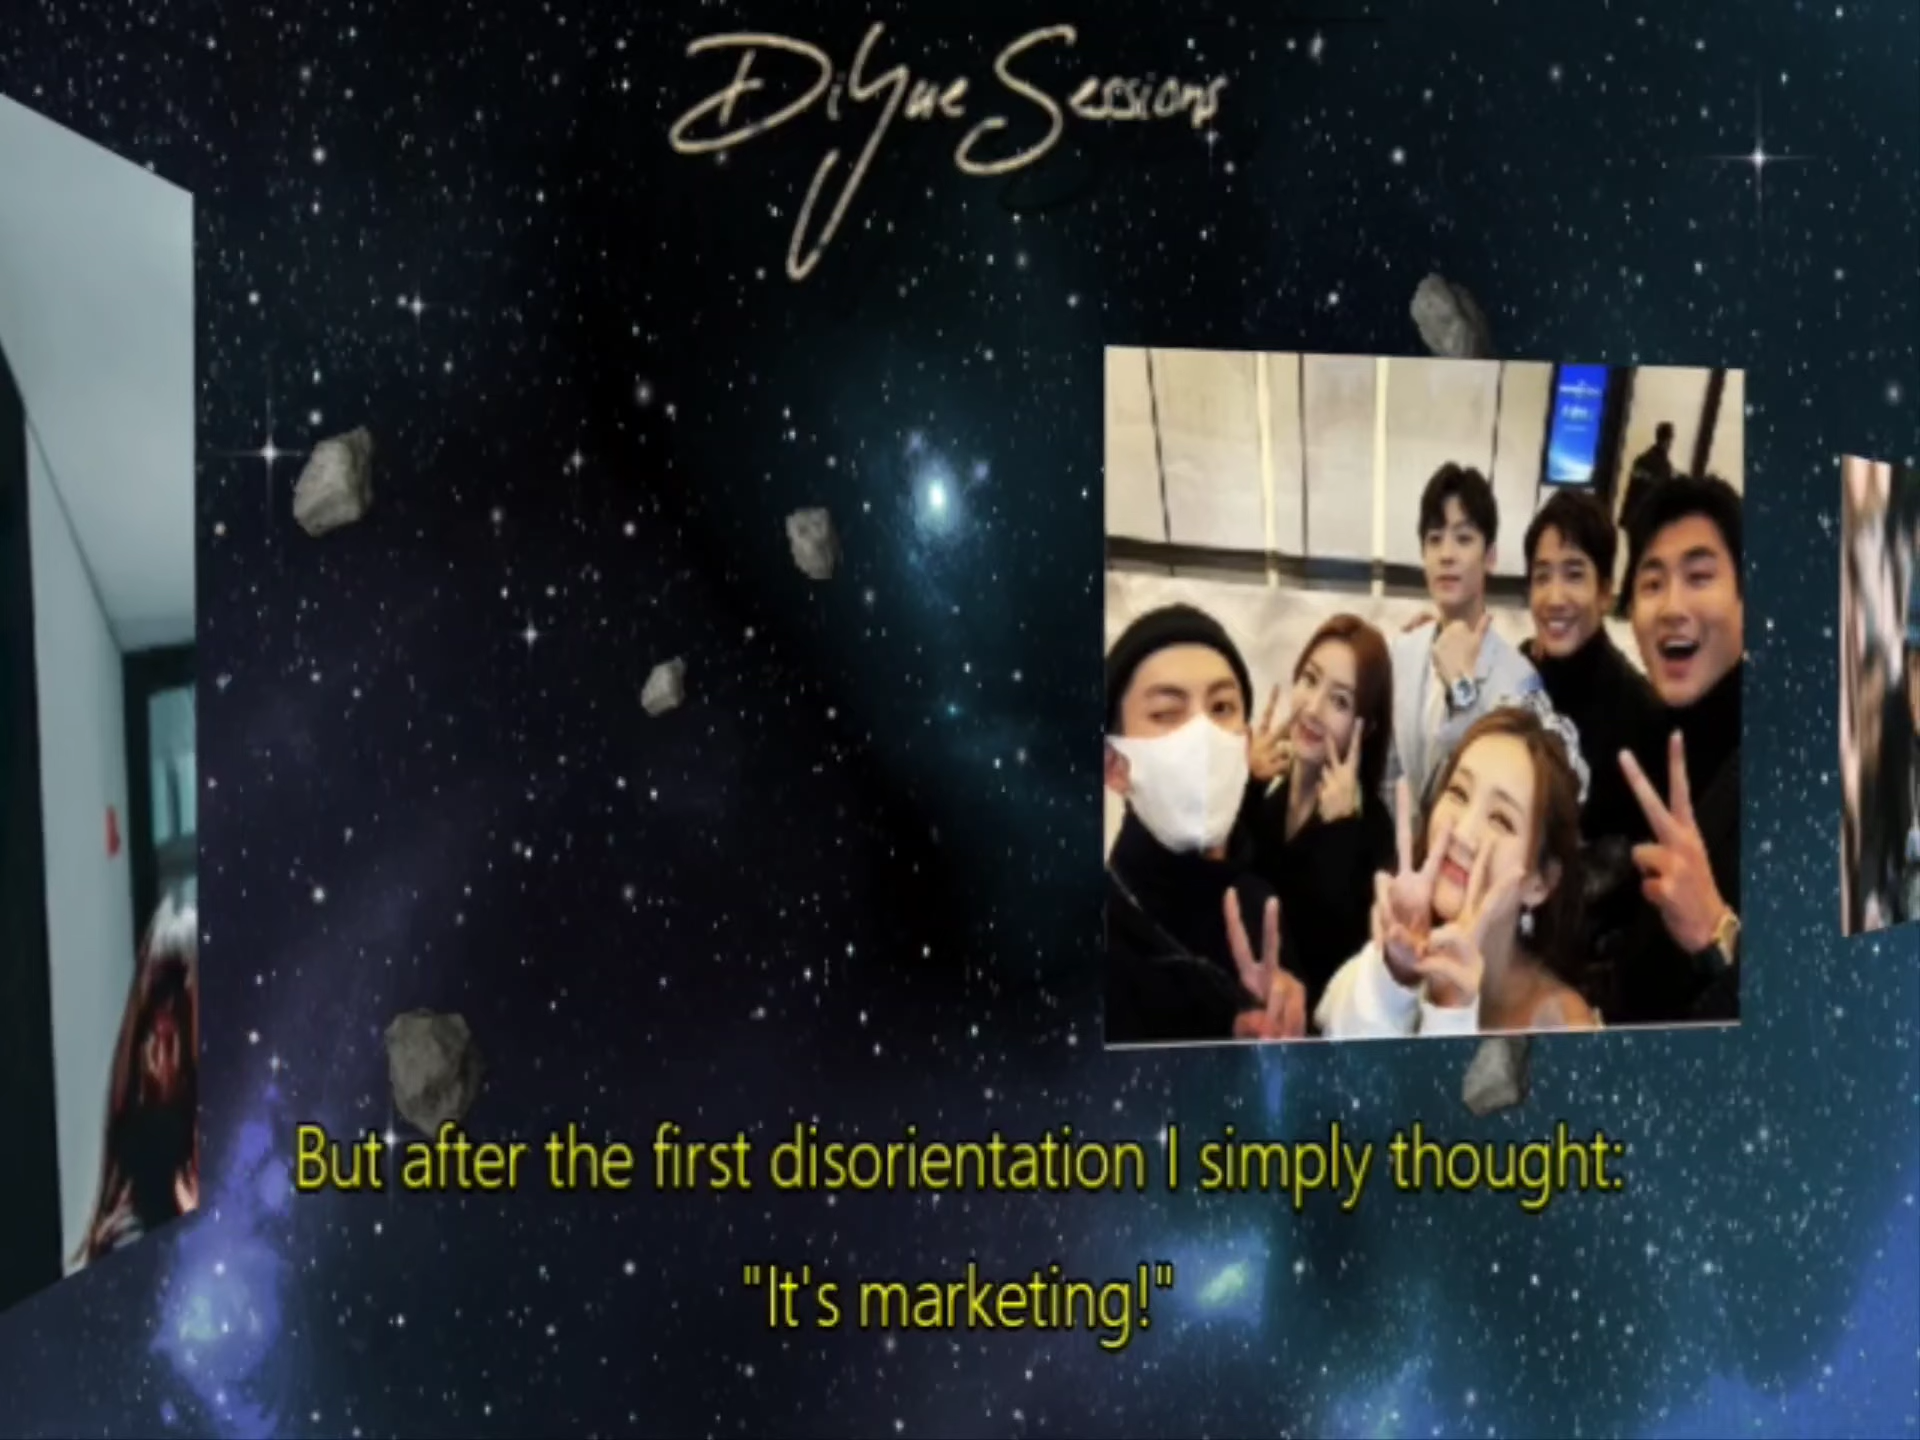 DiYue Sessions
But after the first disorientation I simply thought:
"It's marketing!"